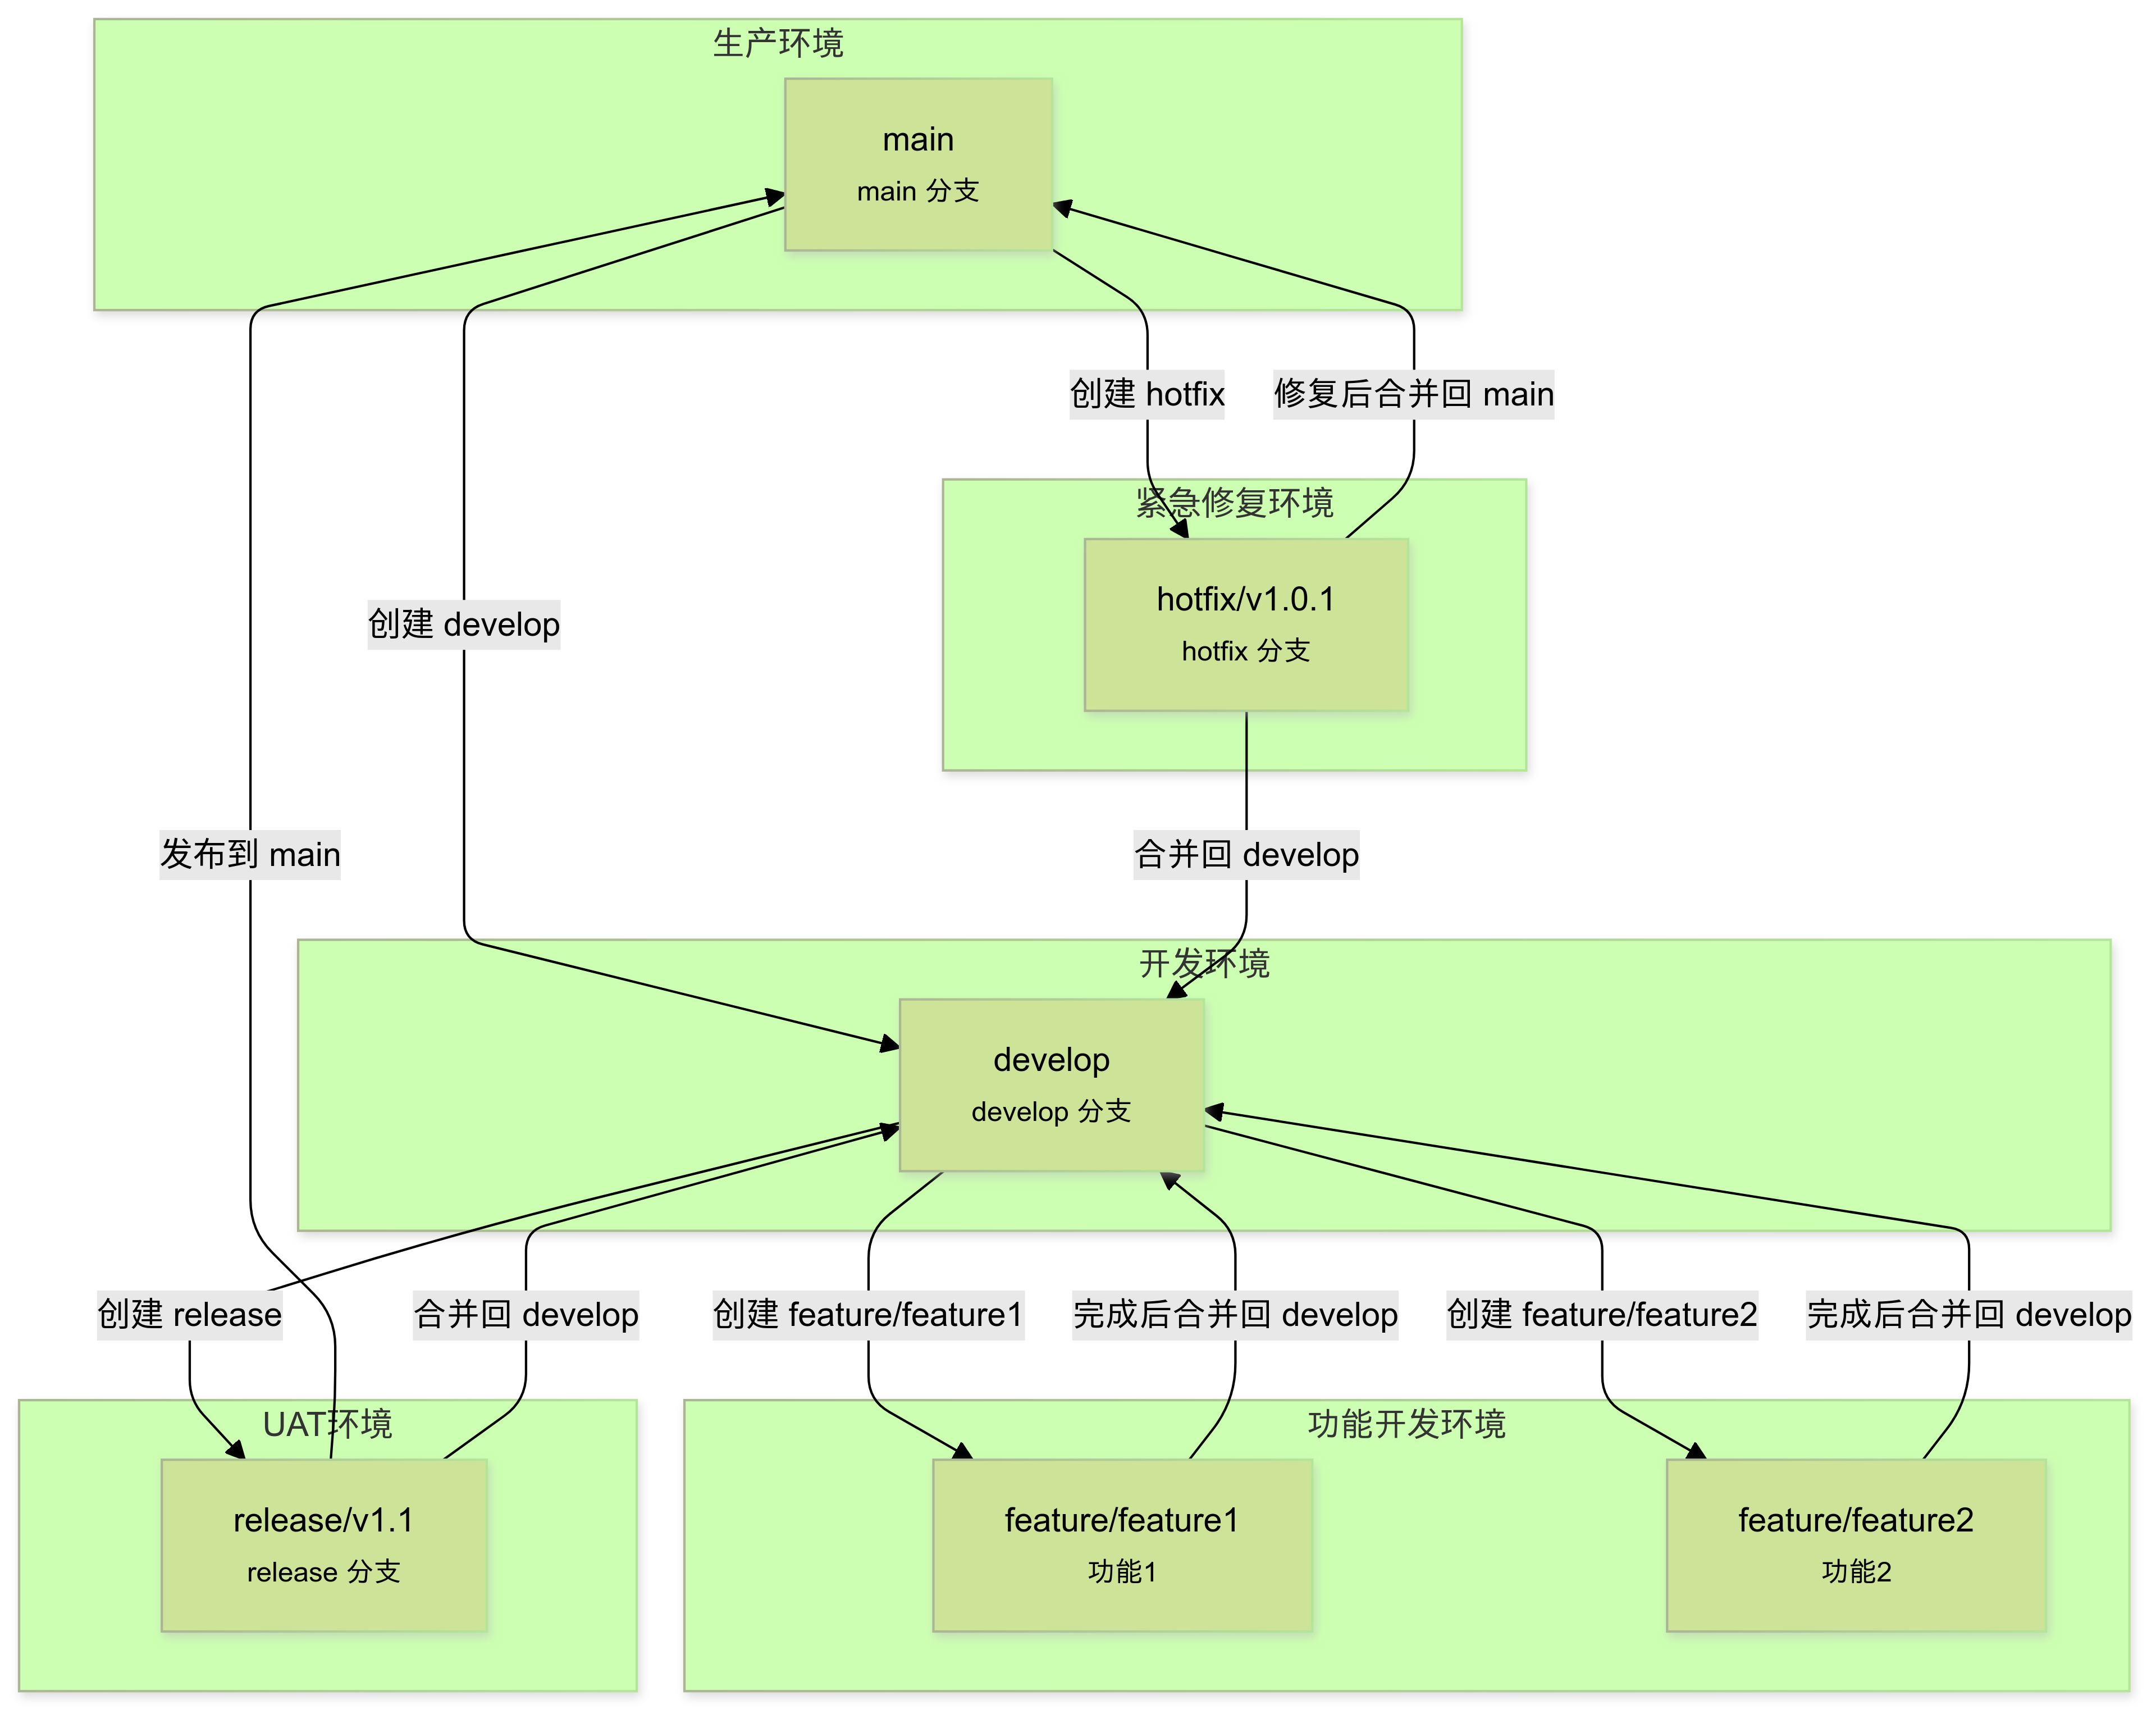 生产环境
main
main 分支
创建 hotfix
修复后合并回 main
紧急修复环境
hotfix/v1.0.1
hotfix 分支
创建 develop
发布到 main
合并回 develop
开发环境
develop
develop 分支
创建 release
合并回 develop
创建 feature/feature1
完成后合并回 develop
创建 feature/feature2
完成后合并回 develop
UAT环境
release/v1.1
release 分支
功能开发环境
feature/feature1
功能1
feature/feature2
功能2